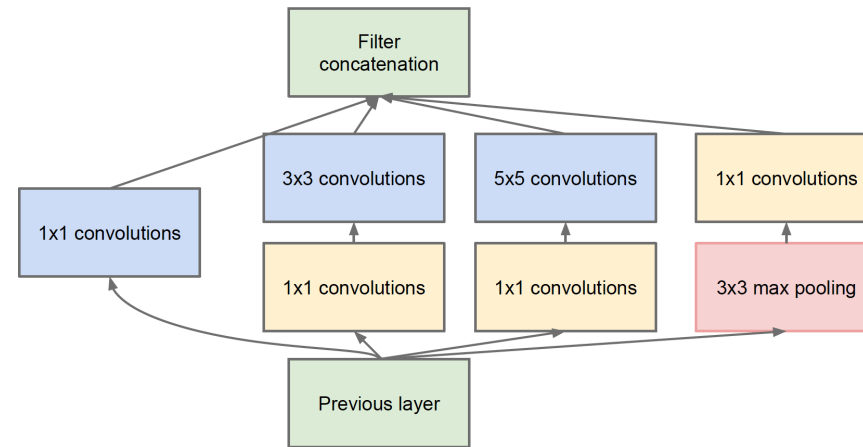 Filter
concatenation
3x3 convolutions
5x5 convolutions
1x1 convolutions
1x1 convolutions
1x1 convolutions
1x1 convolutions
3x3 max pooling
Previous layer